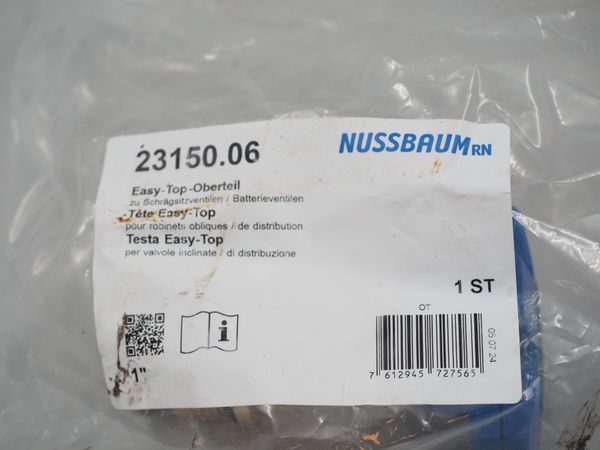 23150.06
NUSSBAUMRN
Easy-Top-Oberteil
zu Schrägsitzventilen / Batterieventilen
Tête Easy-Top
pour robinets obliques / de distribution
Testa Easy-Top
per valvole inclinate / di distribuzione
1 ST
OT
05.07.24
7 612945 727565
1"